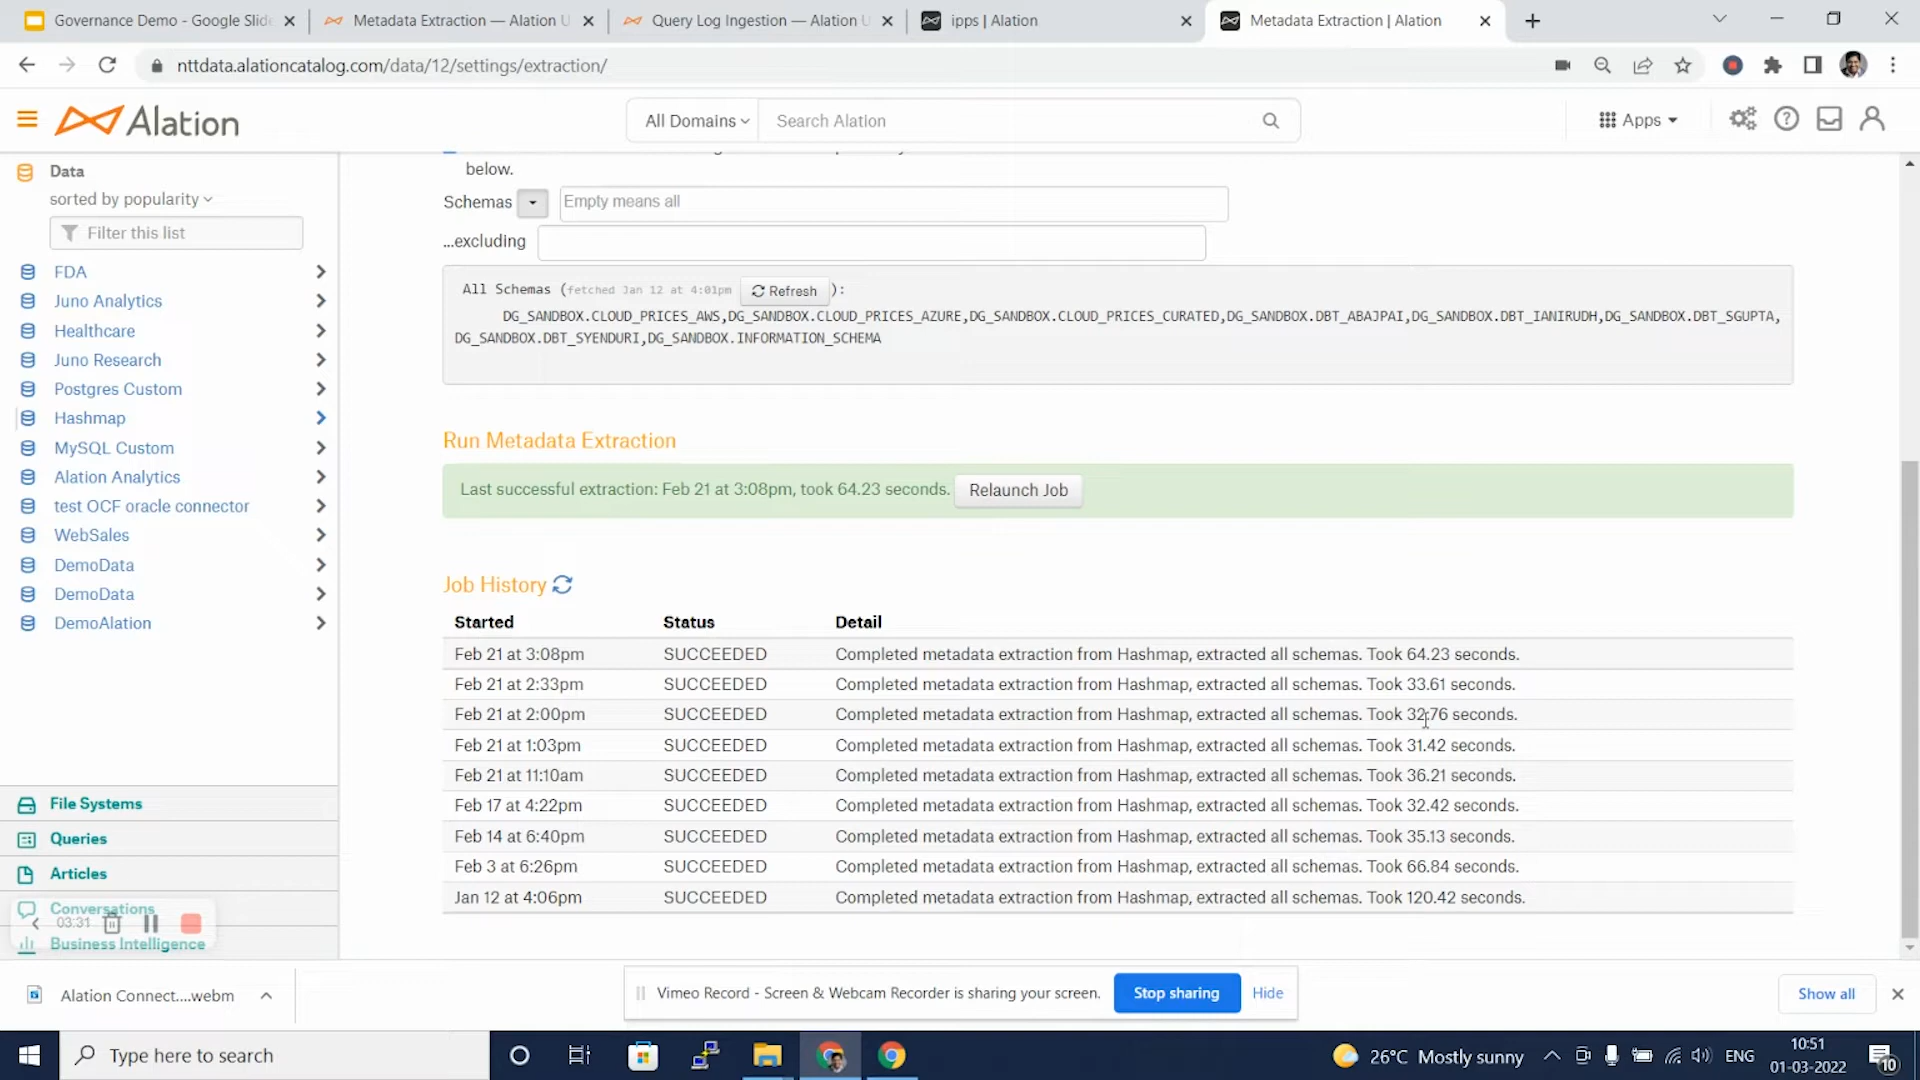 Governance Demo - Google Slide
Metadata Extraction — Alation U
Query Log Ingestion — Alation U
ipps | Alation
Metadata Extraction | Alation
nttdata.alationcatalog.com/data/12/settings/extraction/
Alation
All Domains
Search Alation
Apps
Data
sorted by popularity
Filter this list
FDA
Juno Analytics
Healthcare
Juno Research
Postgres Custom
Hashmap
MySQL Custom
Alation Analytics
test OCF oracle connector
WebSales
DemoData
DemoData
DemoAlation
File Systems
Queries
Articles
Conversations
03:31
Business Intelligence
below.
Schemas
Empty means all
...excluding
All Schemas (fetched Jan 12 at 4:01pm Refresh ):
DG_SANDBOX.CLOUD_PRICES_AWS,DG_SANDBOX.CLOUD_PRICES_AZURE,DG_SANDBOX.CLOUD_PRICES_CURATED,DG_SANDBOX.DBT_ABAJPAI,DG_SANDBOX.DBT_IANIRUDH,DG_SANDBOX.DBT_SGUPTA,
DG_SANDBOX.DBT_SYENDURI,DG_SANDBOX.INFORMATION_SCHEMA
Run Metadata Extraction
Last successful extraction: Feb 21 at 3:08pm, took 64.23 seconds. Relaunch Job
Job History
Started Status Detail
Feb 21 at 3:08pm SUCCEEDED Completed metadata extraction from Hashmap, extracted all schemas. Took 64.23 seconds.
Feb 21 at 2:33pm SUCCEEDED Completed metadata extraction from Hashmap, extracted all schemas. Took 33.61 seconds.
Feb 21 at 2:00pm SUCCEEDED Completed metadata extraction from Hashmap, extracted all schemas. Took 32.76 seconds.
Feb 21 at 1:03pm SUCCEEDED Completed metadata extraction from Hashmap, extracted all schemas. Took 31.42 seconds.
Feb 21 at 11:10am SUCCEEDED Completed metadata extraction from Hashmap, extracted all schemas. Took 36.21 seconds.
Feb 17 at 4:22pm SUCCEEDED Completed metadata extraction from Hashmap, extracted all schemas. Took 32.42 seconds.
Feb 14 at 6:40pm SUCCEEDED Completed metadata extraction from Hashmap, extracted all schemas. Took 35.13 seconds.
Feb 3 at 6:26pm SUCCEEDED Completed metadata extraction from Hashmap, extracted all schemas. Took 66.84 seconds.
Jan 12 at 4:06pm SUCCEEDED Completed metadata extraction from Hashmap, extracted all schemas. Took 120.42 seconds.
Alation Connect....webm
Vimeo Record - Screen & Webcam Recorder is sharing your screen. Stop sharing Hide
Show all
Type here to search
26°C Mostly sunny
ENG
10:51
01-03-2022
10